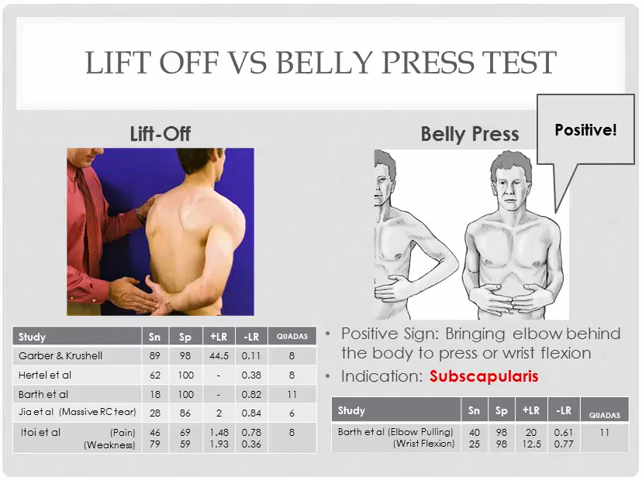 LIFT OFF VS BELLY PRESS TEST
Lift-Off
Study Sn Sp +LR -LR QUADAS
Garber & Krushell 89 98 44.5 0.11 8
Hertel et al 62 100 - 0.38 8
Barth et al 18 100 - 0.82 11
Jia et al (Massive RC tear) 28 86 2 0.84 6
Itoi et al (Pain) 46 69 1.48 0.78 8
(Weakness) 79 59 1.93 0.36
Belly Press
Positive!
• Positive Sign: Bringing elbow behind
the body to press or wrist flexion
• Indication: Subscapularis
Study Sn Sp +LR -LR QUADAS
Barth et al (Elbow Pulling) 40 98 20 0.61 11
(Wrist Flexion) 25 98 12.5 0.77